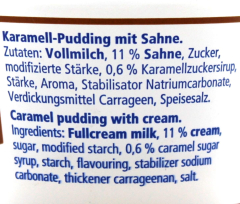 Karamell-Pudding mit Sahne.
Zutaten: Vollmilch, 11 % Sahne, Zucker,
modifizierte Stärke, 0,6 % Karamellzuckersirup,
Stärke, Aroma, Stabilisator Natriumcarbonate,
Verdickungsmittel Carrageen, Speisesalz.
Caramel pudding with cream.
Ingredients: Fullcream milk, 11 % cream,
sugar, modified starch, 0,6 % caramel sugar
syrup, starch, flavouring, stabilizer sodium
carbonate, thickener carrageenan, salt.